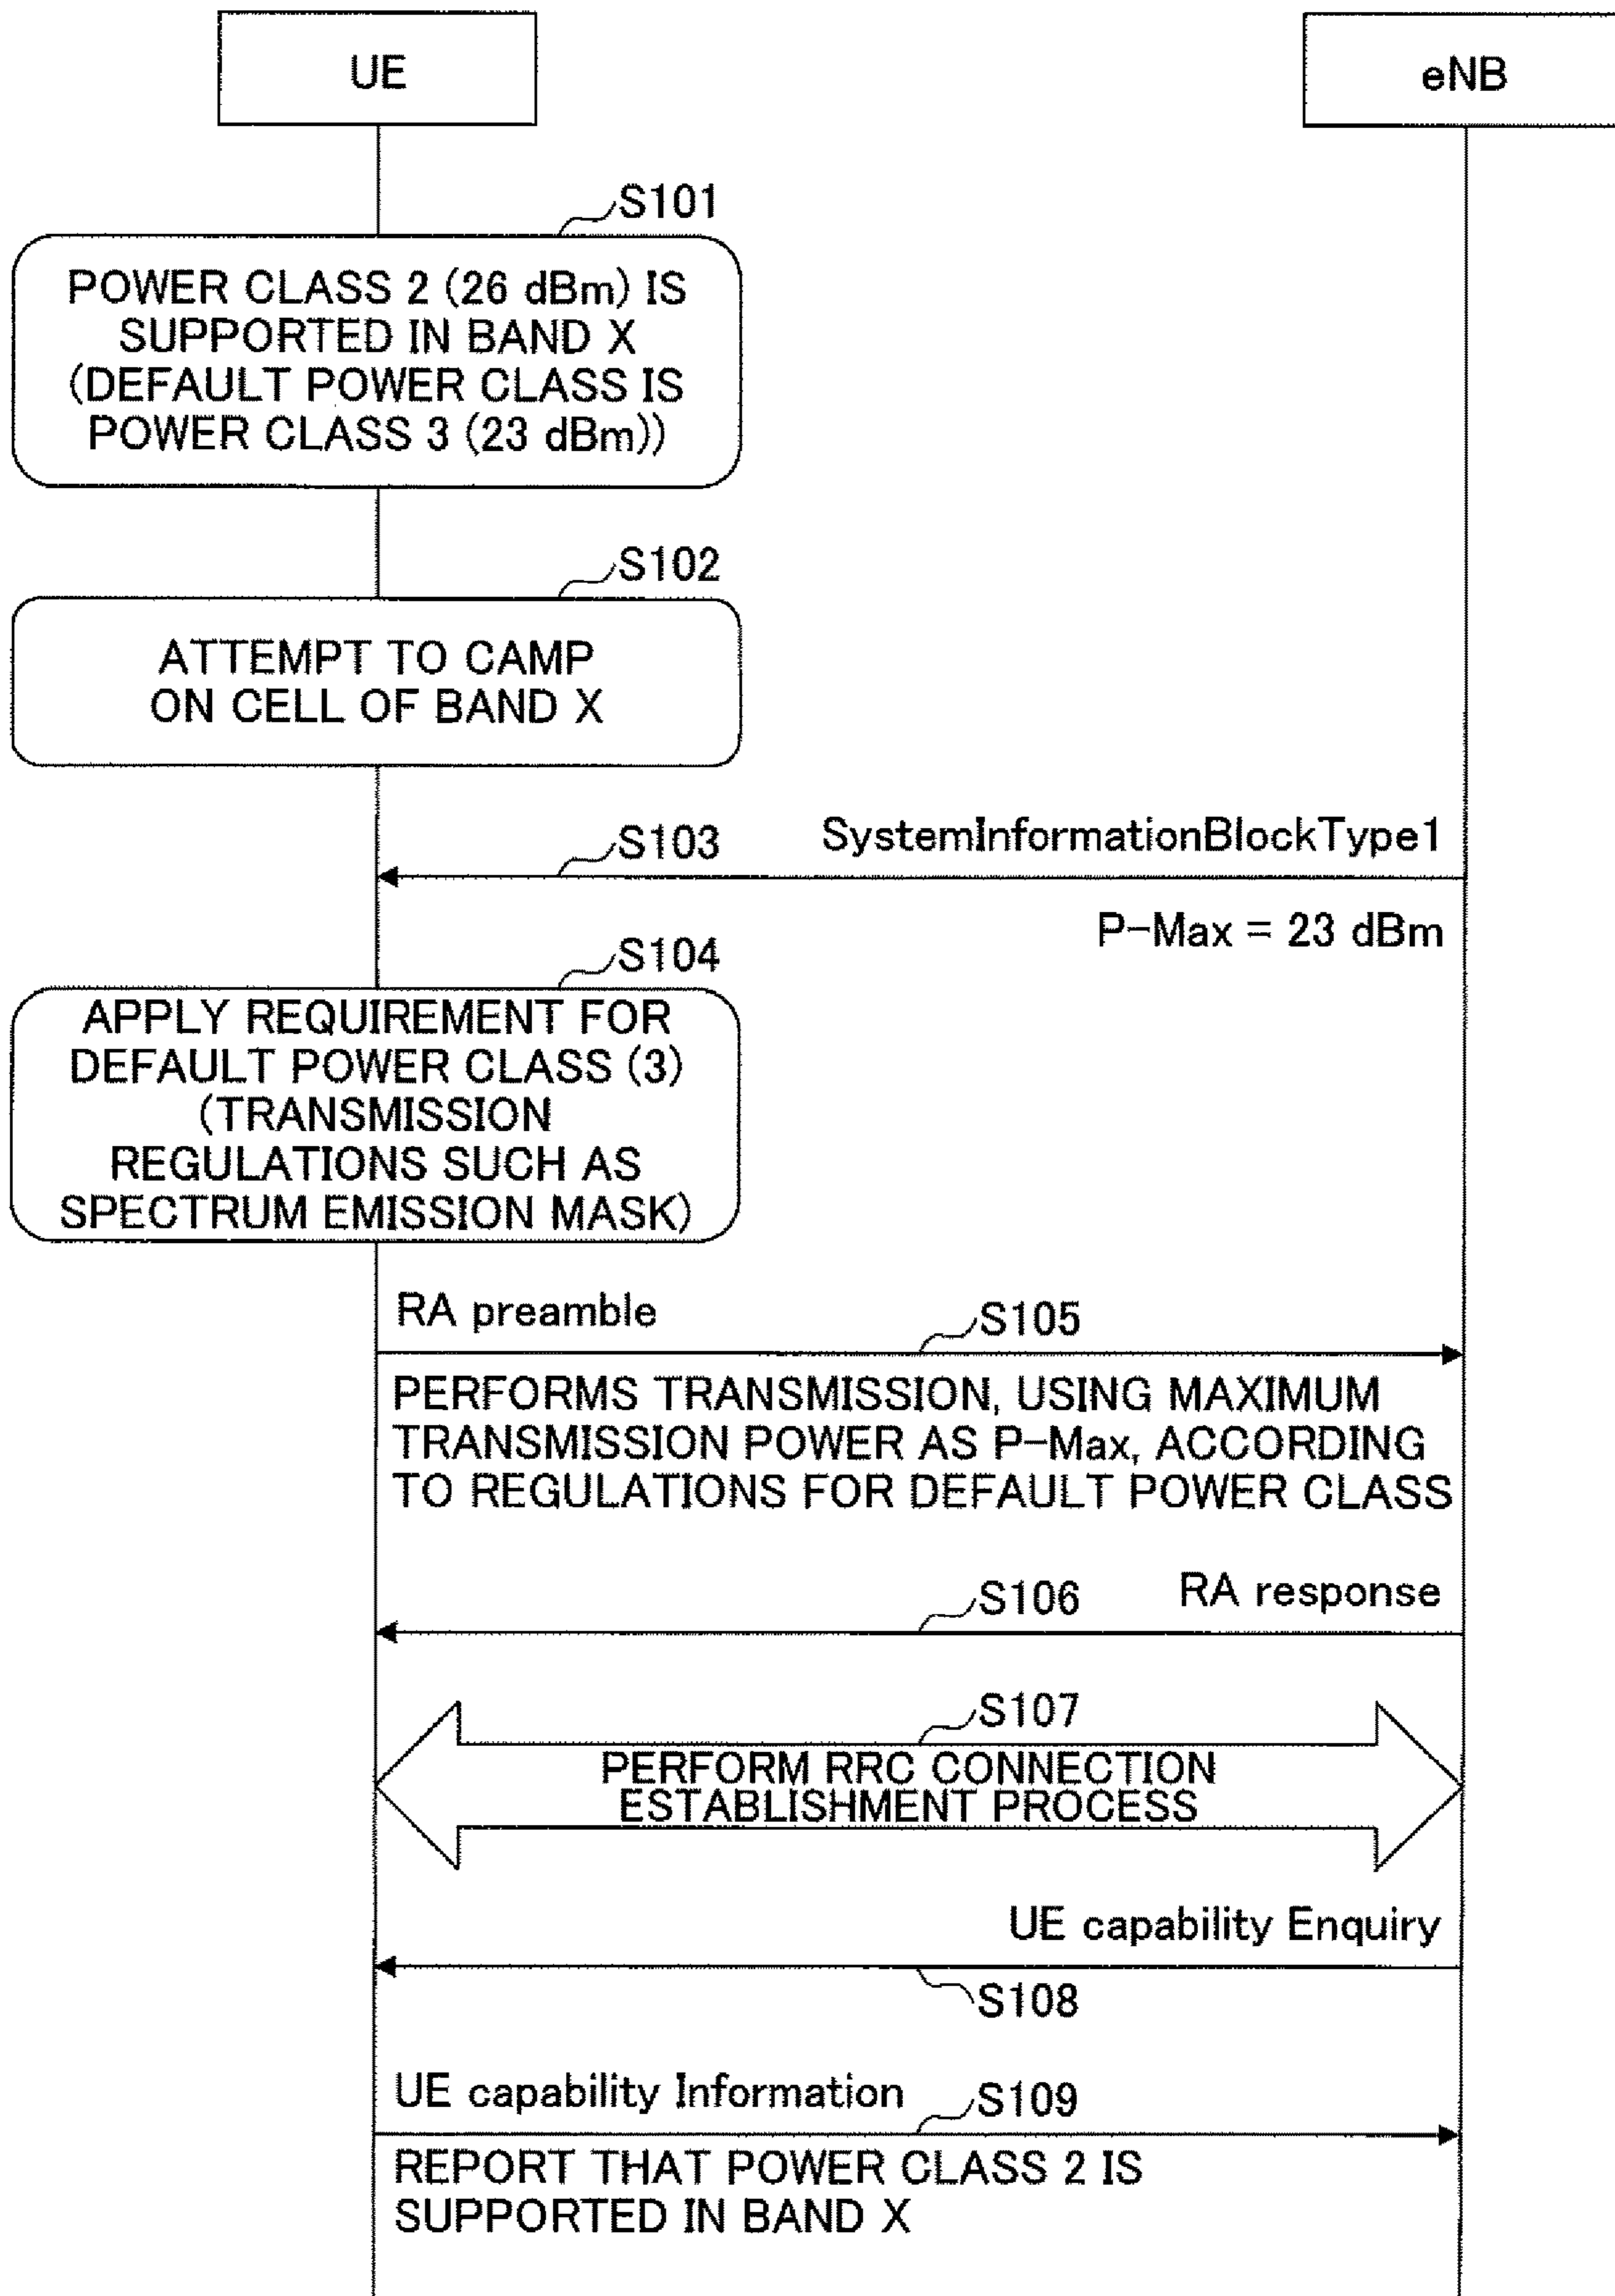 UE
eNB
S101
POWER CLASS 2 (26 dBm) IS
SUPPORTED IN BAND X
(DEFAULT POWER CLASS IS
POWER CLASS 3 (23 dBm))
S102
ATTEMPT TO CAMP
ON CELL OF BAND X
S103
SystemInformationBlockType1
P-Max = 23 dBm
S104
APPLY REQUIREMENT FOR
DEFAULT POWER CLASS (3)
(TRANSMISSION
REGULATIONS SUCH AS
SPECTRUM EMISSION MASK)
RA preamble
S105
PERFORMS TRANSMISSION, USING MAXIMUM
TRANSMISSION POWER AS P-Max, ACCORDING
TO REGULATIONS FOR DEFAULT POWER CLASS
S106
RA response
S107
PERFORM RRC CONNECTION
ESTABLISHMENT PROCESS
UE capability Enquiry
S108
UE capability Information
S109
REPORT THAT POWER CLASS 2 IS
SUPPORTED IN BAND X